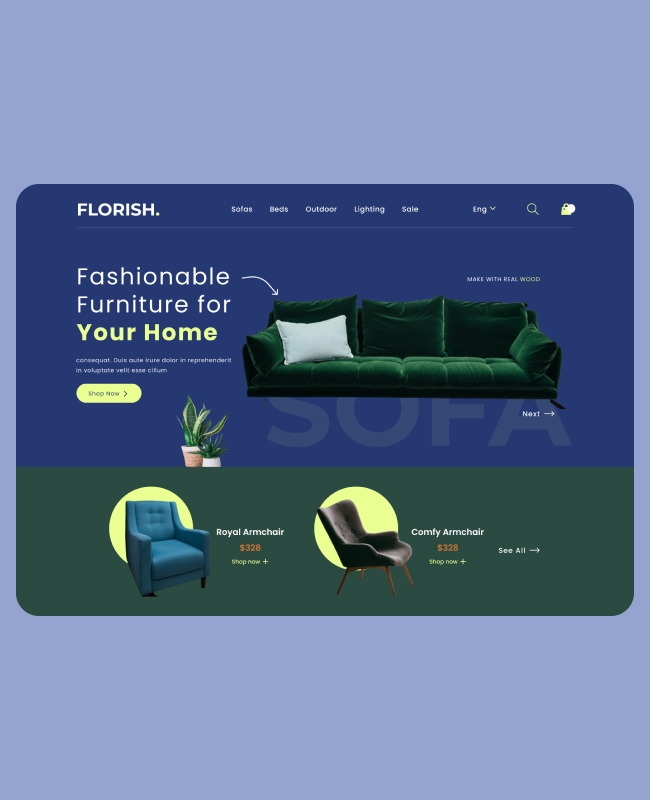 FLORISH.
Sofas Beds Outdoor Lighting Sale
Eng
Fashionable
Furniture for
Your Home
MAKE WITH REAL WOOD
consequat. Duis aute irure dolor in reprehenderit
in voluptate velit esse cillum
Shop Now
SOFA
Next
Royal Armchair
$328
Shop now +
Comfy Armchair
$328
Shop now +
See All